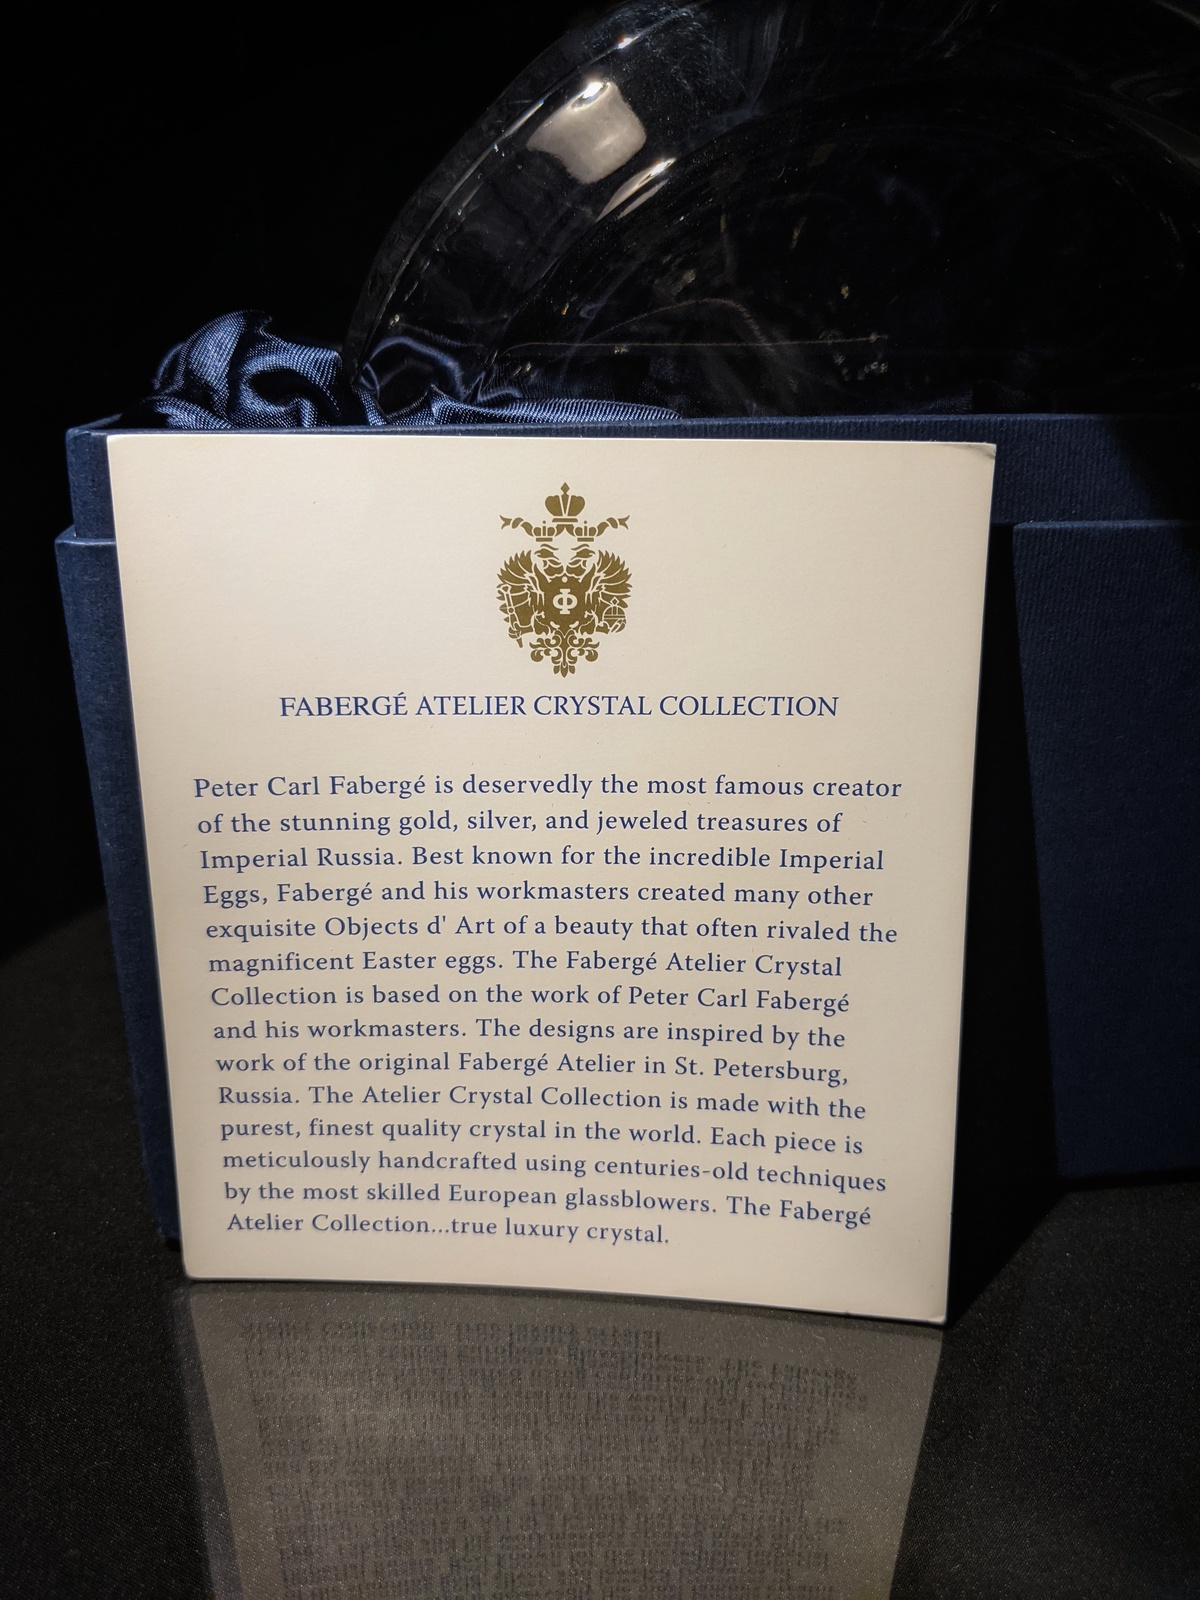 Ф
FABERGÉ ATELIER CRYSTAL COLLECTION
Peter Carl Fabergé is deservedly the most famous creator
of the stunning gold, silver, and jeweled treasures of
Imperial Russia. Best known for the incredible Imperial
Eggs, Fabergé and his workmasters created many other
exquisite Objects d' Art of a beauty that often rivaled the
magnificent Easter eggs. The Fabergé Atelier Crystal
Collection is based on the work of Peter Carl Fabergé
and his workmasters. The designs are inspired by the
work of the original Fabergé Atelier in St. Petersburg,
Russia. The Atelier Crystal Collection is made with the
purest, finest quality crystal in the world. Each piece is
meticulously handcrafted using centuries-old techniques
by the most skilled European glassblowers. The Fabergé
Atelier Collection...true luxury crystal.